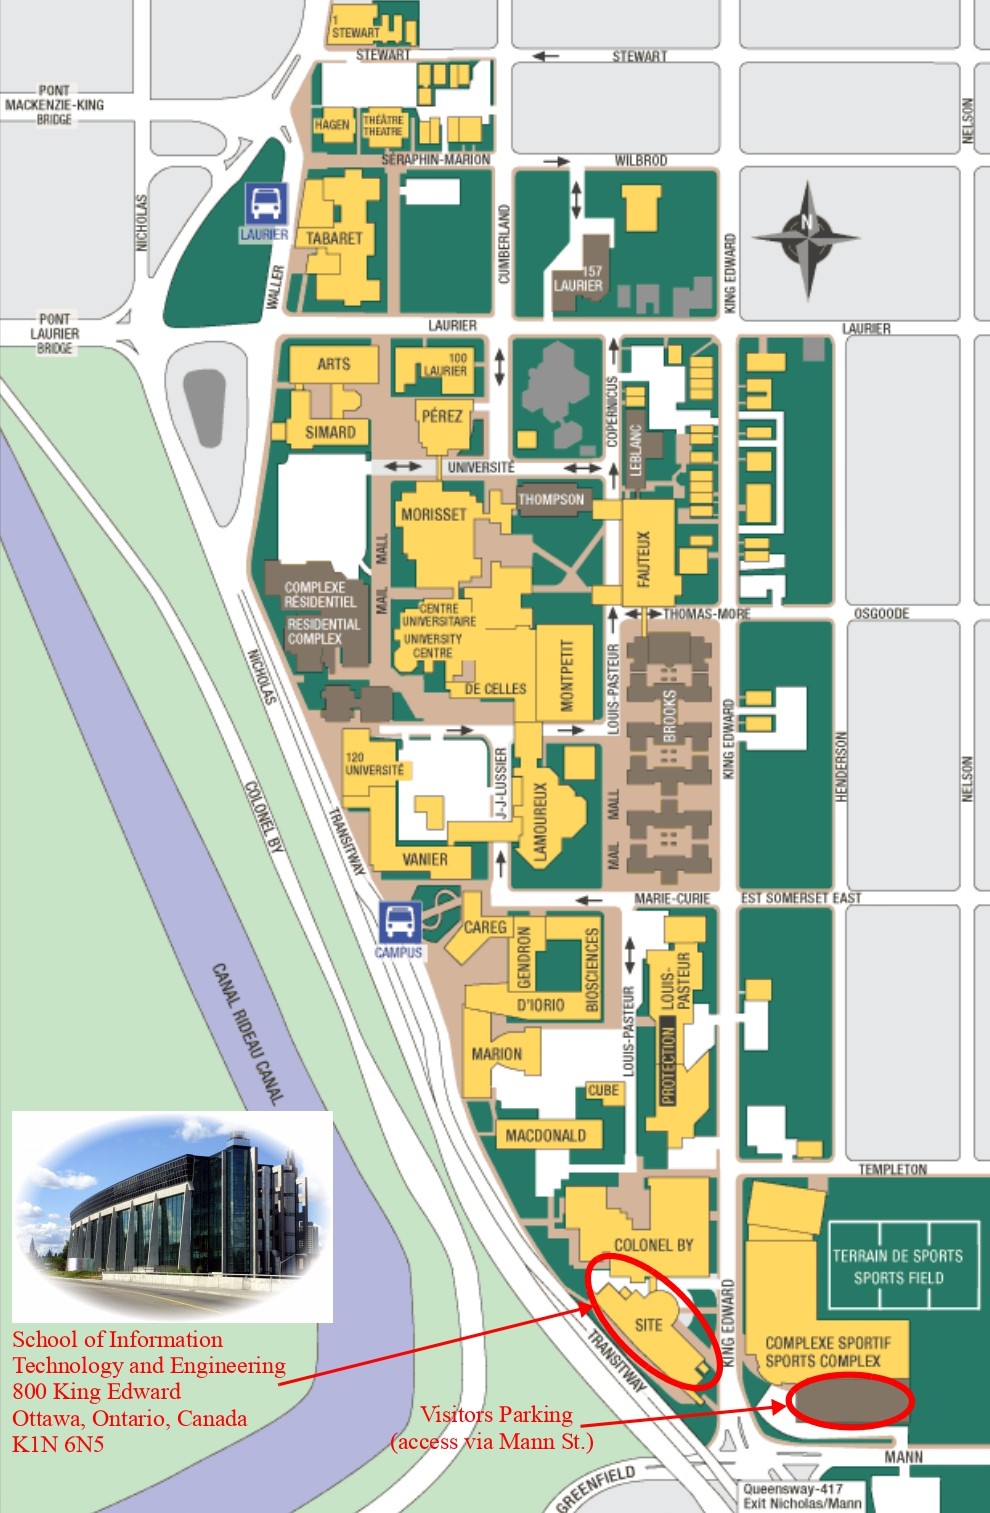 1
STEWART
STEWART
STEWART
PONT
MACKENZIE-KING
BRIDGE
HAGEN
THÉÂTRE
THEATRE
NELSON
SÉRAPHIN-MARION
WILBROD
NICHOLAS
LAURIER
TABARET
CUMBERLAND
157
LAURIER
KING EDWARD
N
WALLER
PONT
LAURIER
BRIDGE
LAURIER
LAURIER
ARTS
100
LAURIER
COPERNICUS
SIMARD
PÉREZ
LEBLANC
UNIVERSITÉ
MORISSET
THOMPSON
FAUTEUX
MALL
MAIL
COMPLEXE
RÉSIDENTIEL
RESIDENTIAL
COMPLEX
CENTRE
UNIVERSITAIRE
UNIVERSITY
CENTRE
THOMAS-MORE
OSGOODE
NICHOLAS
DE CELLES
MONTPETIT
LOUIS-PASTEUR
BROOKS
KING EDWARD
HENDERSON
NELSON
120
UNIVERSITÉ
J-J-LUSSIER
LAMOUREUX
MALL
MAIL
COLONEL BY
TRANSITWAY
VANIER
MARIE-CURIE
EST SOMERSET EAST
CAMPUS
CAREG
GENDRON
BIOSCIENCES
LOUIS-
PASTEUR
D'IORIO
LOUIS-PASTEUR
PROTECTION
CANAL RIDEAU CANAL
MARION
CUBE
MACDONALD
TEMPLETON
COLONEL BY
TERRAIN DE SPORTS
SPORTS FIELD
SITE
KING EDWARD
COMPLEXE SPORTIF
SPORTS COMPLEX
TRANSITWAY
School of Information
Technology and Engineering
800 King Edward
Ottawa, Ontario, Canada
K1N 6N5
Visitors Parking
(access via Mann St.)
MANN
GREENFIELD
Queensway-417
Exit Nicholas/Mann